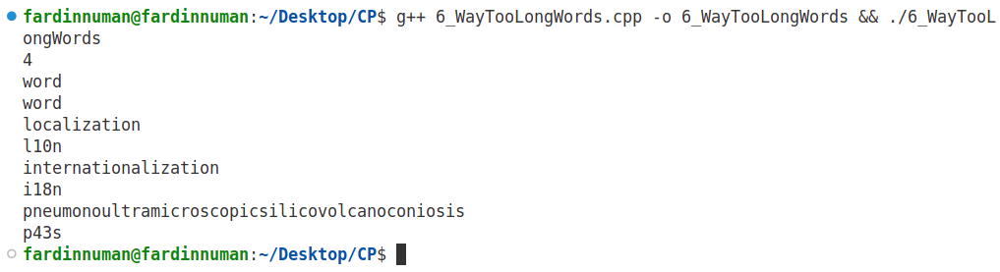 fardinnuman@fardinnuman:~/Desktop/CP$ g++ 6_WayTooLongWords.cpp -o 6_WayTooLongWords && ./6_WayTooL
ongWords
4
word
word
localization
l10n
internationalization
i18n
pneumonoultramicroscopicsilicovolcanoconiosis
p43s
fardinnuman@fardinnuman:~/Desktop/CP$